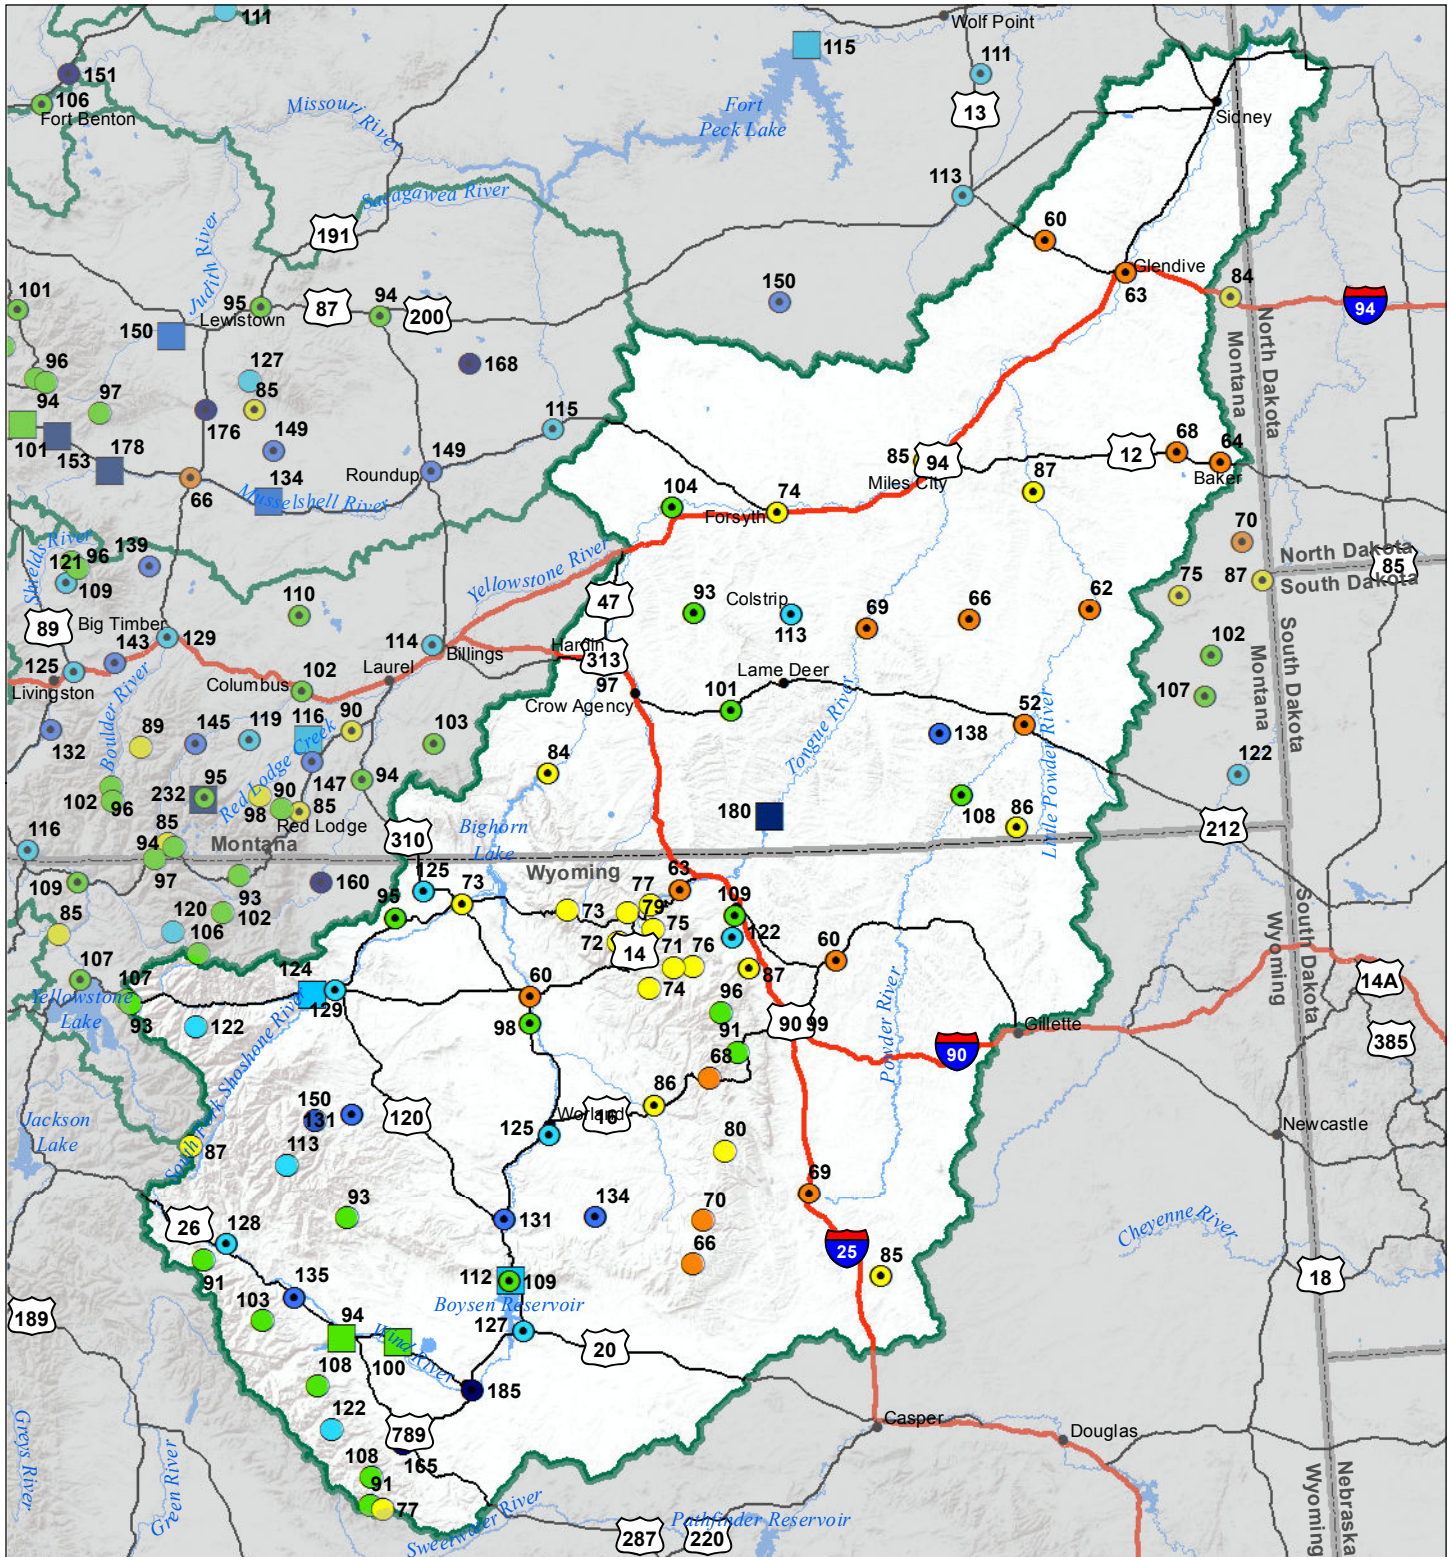 111
Wolf Point
115
111
151
106
Fort Benton
Missouri River
Fort
Peck Lake
13
Sidney
113
Sacagawea River
191
Judith River
60
Glendive
63
84
94
101
95
Lewistown
87
94
200
150
150
North Dakota
Montana
96
127
168
97
85
94
176
115
101
153
178
149
149
Roundup
134
66
Musselshell River
85
94
Miles City
12
68
64
Baker
87
104
74
Forsyth
70
North Dakota
South Dakota
85
Shields River
121
96
139
109
Yellowstone River
47
93
Colstrip
113
69
66
62
75
87
110
89
Big Timber
129
143
125
Livingston
114
Billings
Hardin
313
97
Crow Agency
Lame Deer
101
102
Columbus
Laurel
102
107
South Dakota
Montana
Boulder River
132
89
145
119
116
90
103
Red Lodge Creek
147
94
84
Tongue River
138
52
Little Powder River
122
102
96
232
95
98
90
85
Red Lodge
180
108
86
212
116
85
94
97
Montana
310
Bighorn
Lake
Wyoming
109
93
102
160
125
95
73
73
77
79
63
75
109
122
72
14
71
76
74
87
60
85
120
106
107
107
Yellowstone
Lake
93
124
129
122
60
98
96
91
90
99
Powder River
Gillette
90
South Dakota
Wyoming
14A
385
South Fork Shoshone River
68
86
Worland
16
125
120
150
131
113
80
Jackson
Lake
87
Newcastle
93
131
134
70
66
69
25
85
Cheyenne River
26
128
91
135
103
112
109
Boysen Reservoir
127
20
18
189
94
100
Wind River
108
185
122
789
165
Casper
Douglas
108
91
77
Greys River
Green River
Sweetwater River
287
220
Pathfinder Reservoir
Nebraska
Wyoming